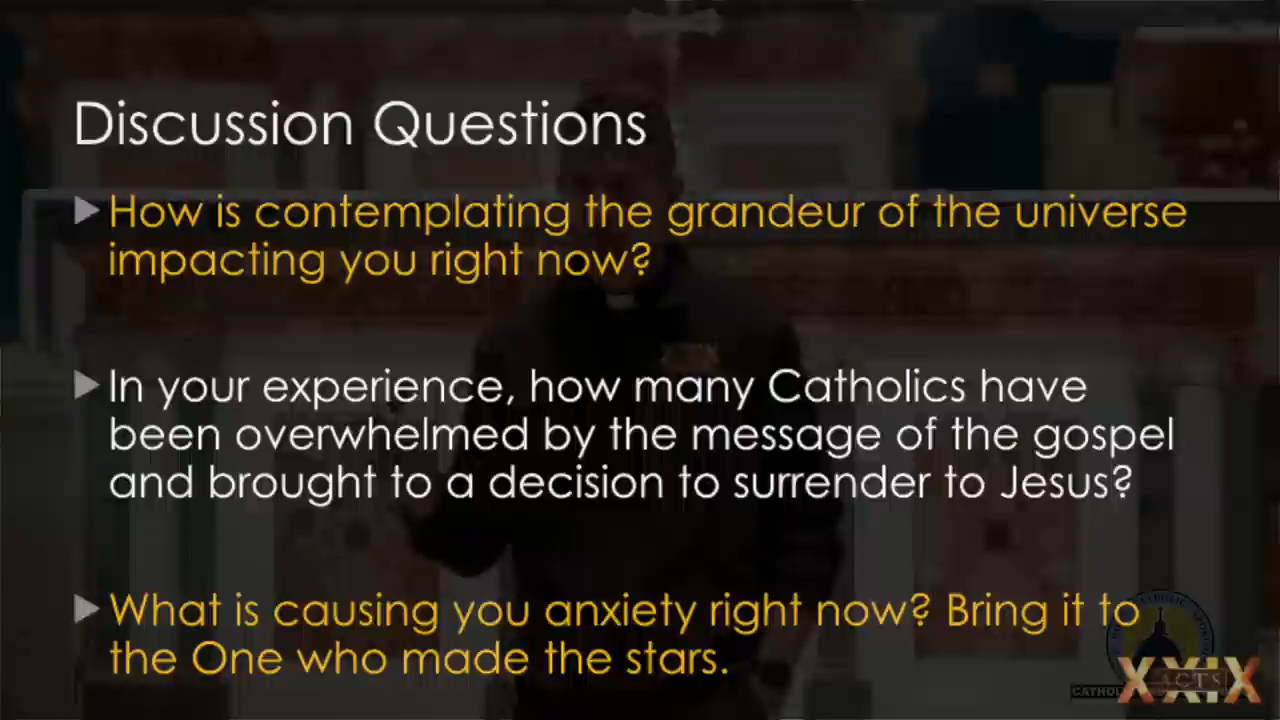 Discussion Questions
How is contemplating the grandeur of the universe
impacting you right now?
In your experience, how many Catholics have
been overwhelmed by the message of the gospel
and brought to a decision to surrender to Jesus?
What is causing you anxiety right now? Bring it to
the One who made the stars.
XXIX
ACTS